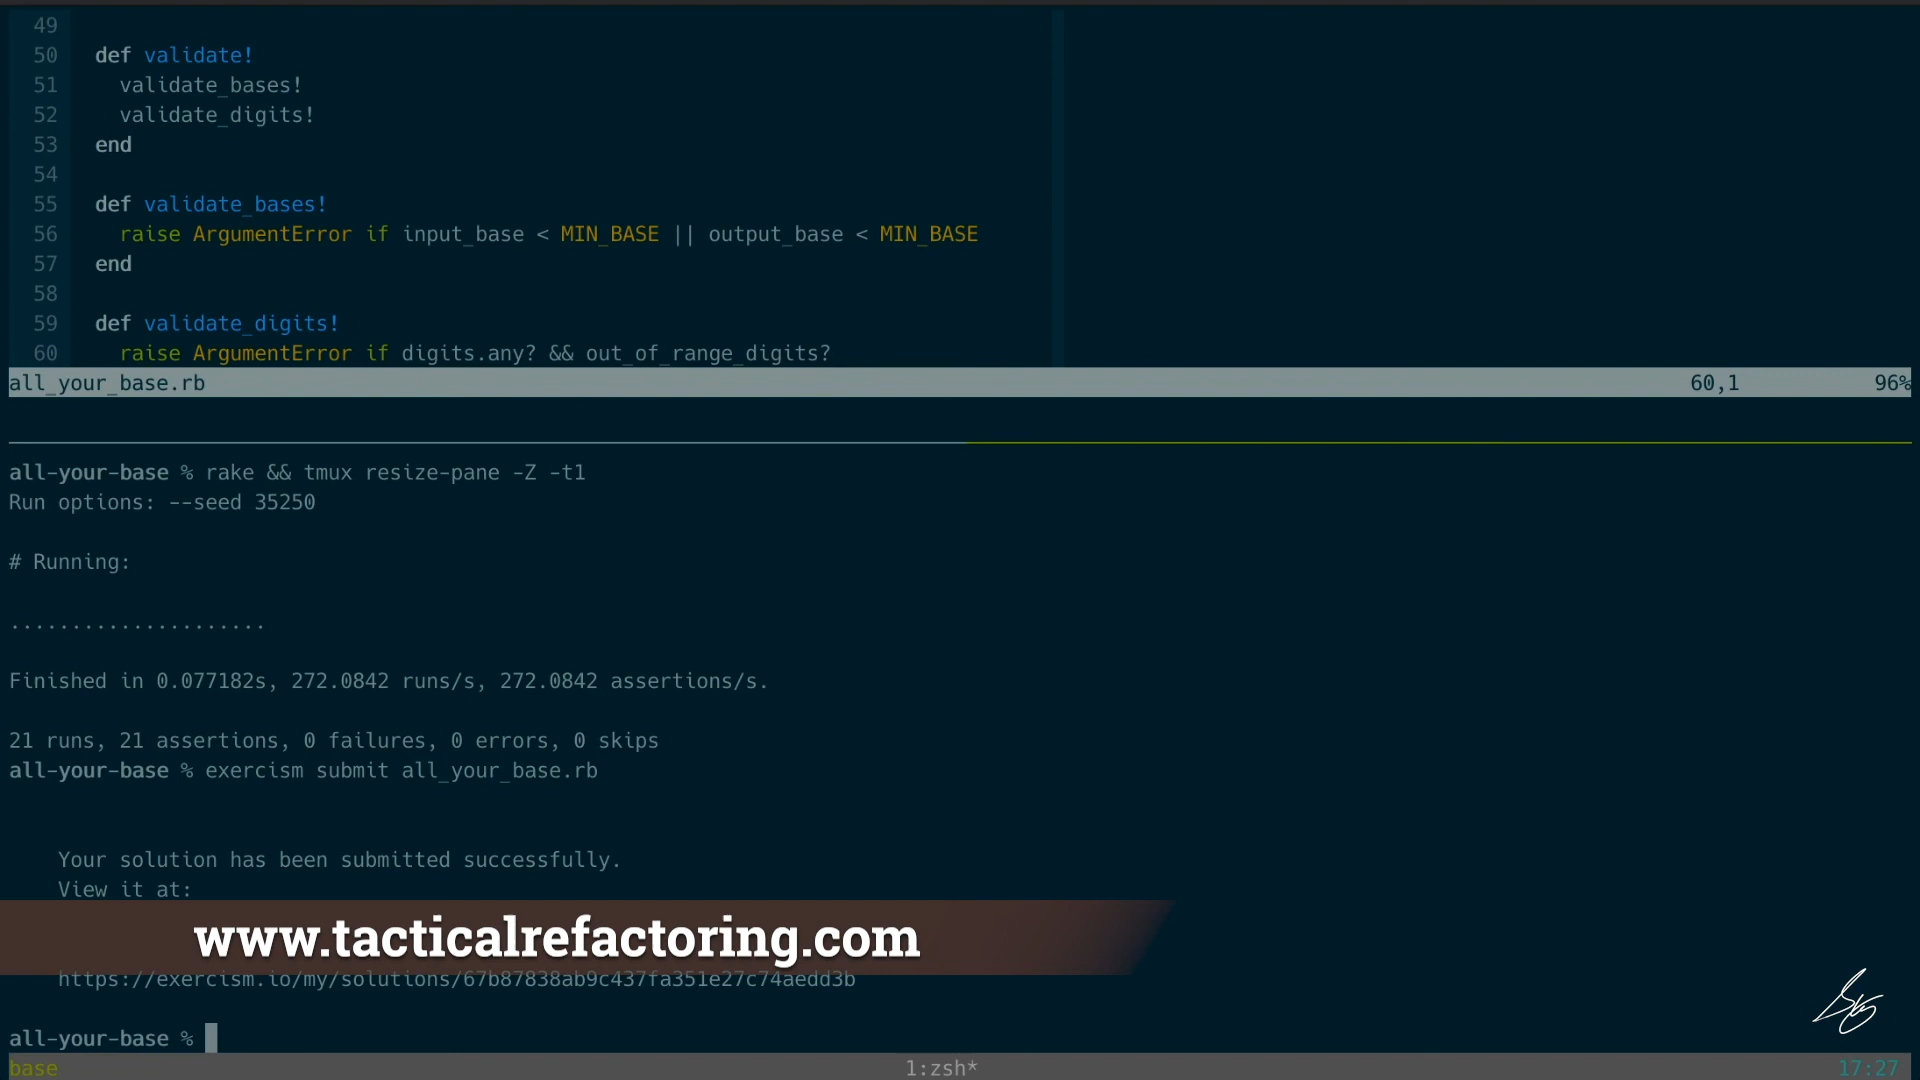 49
50 def validate!
51 validate_bases!
52 validate_digits!
53 end
54
55 def validate_bases!
56 raise ArgumentError if input_base < MIN_BASE || output_base < MIN_BASE
57 end
58
59 def validate_digits!
60 raise ArgumentError if digits.any? && out_of_range_digits?
all_your_base.rb 60,1 96%
all-your-base % rake && tmux resize-pane -Z -t1
Run options: --seed 35250
# Running:
.....................
Finished in 0.077182s, 272.0842 runs/s, 272.0842 assertions/s.
21 runs, 21 assertions, 0 failures, 0 errors, 0 skips
all-your-base % exercism submit all_your_base.rb
Your solution has been submitted successfully.
View it at:
www.tacticalrefactoring.com
https://exercism.io/my/solutions/67b87838ab9c437fa351e27c74aedd3b
all-your-base %
base 1:zsh* 17:27